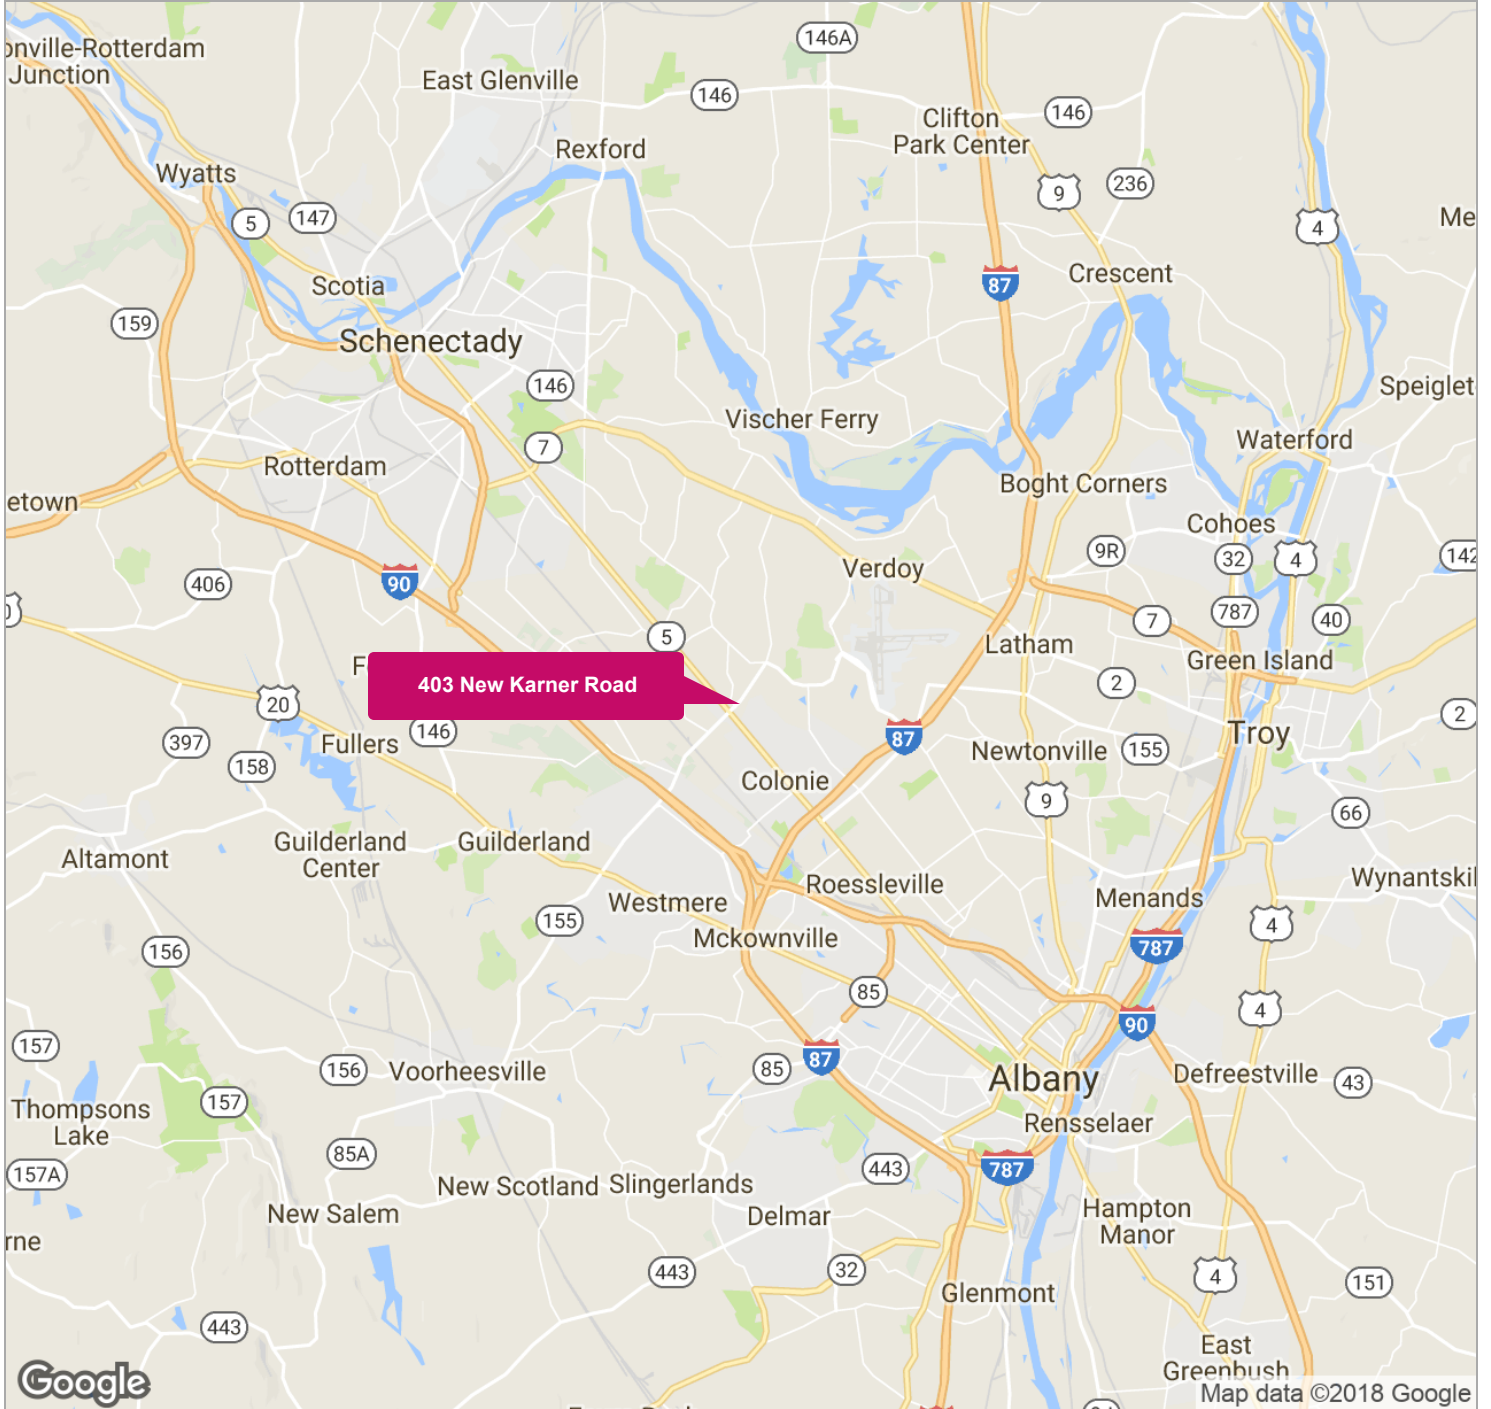 onville-Rotterdam
Junction
East Glenville
146A
146
Clifton
Park Center
146
Rexford
Wyatts
9
236
5
147
4
Me
Scotia
87
Crescent
159
Schenectady
146
Speiglet
Vischer Ferry
7
Waterford
Rotterdam
Boght Corners
etown
Cohoes
9R
32
4
142
Verdoy
90
406
787
40
7
5
Latham
Green Island
403 New Karner Road
2
20
146
2
397
Fullers
87
Newtonville
155
Troy
158
Colonie
9
66
Guilderland
Center
Guilderland
Altamont
Roessleville
Wynantskil
Westmere
Menands
155
Mckownville
4
787
156
85
4
90
157
87
156
Voorheesville
85
Albany
Defreestville
43
157
Thompsons
Lake
Rensselaer
85A
157A
443
787
New Scotland
Slingerlands
New Salem
Delmar
Hampton
Manor
rne
443
32
4
151
Glenmont
443
East
Greenbush
Google
Map data ©2018 Google